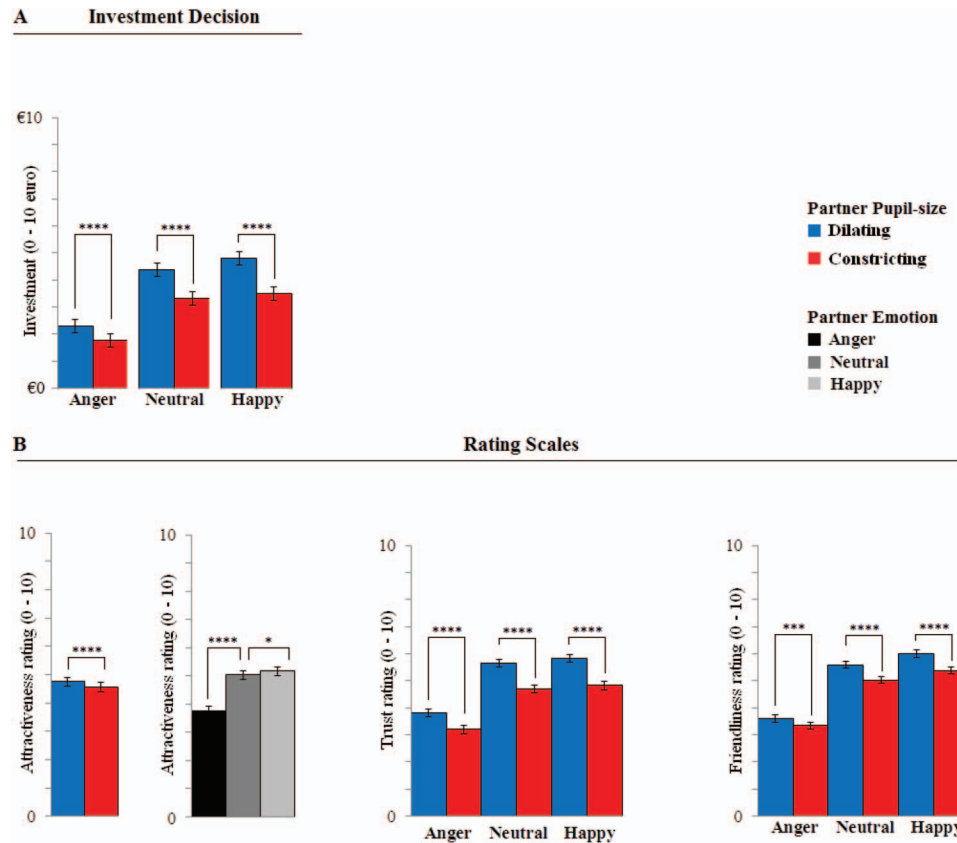 A Investment Decision
€10
Investment (0 - 10 euro)
****
****
****
€0
Anger Neutral Happy
Partner Pupil-size
Dilating
Constricting
Partner Emotion
Anger
Neutral
Happy
B Rating Scales
10
Attractiveness rating (0 - 10)
****
0
10
Attractiveness rating (0 - 10)
**** *
0
10
Trust rating (0 - 10)
****
****
****
0
Anger Neutral Happy
10
Friendliness rating (0 - 10)
***
****
****
0
Anger Neutral Happy